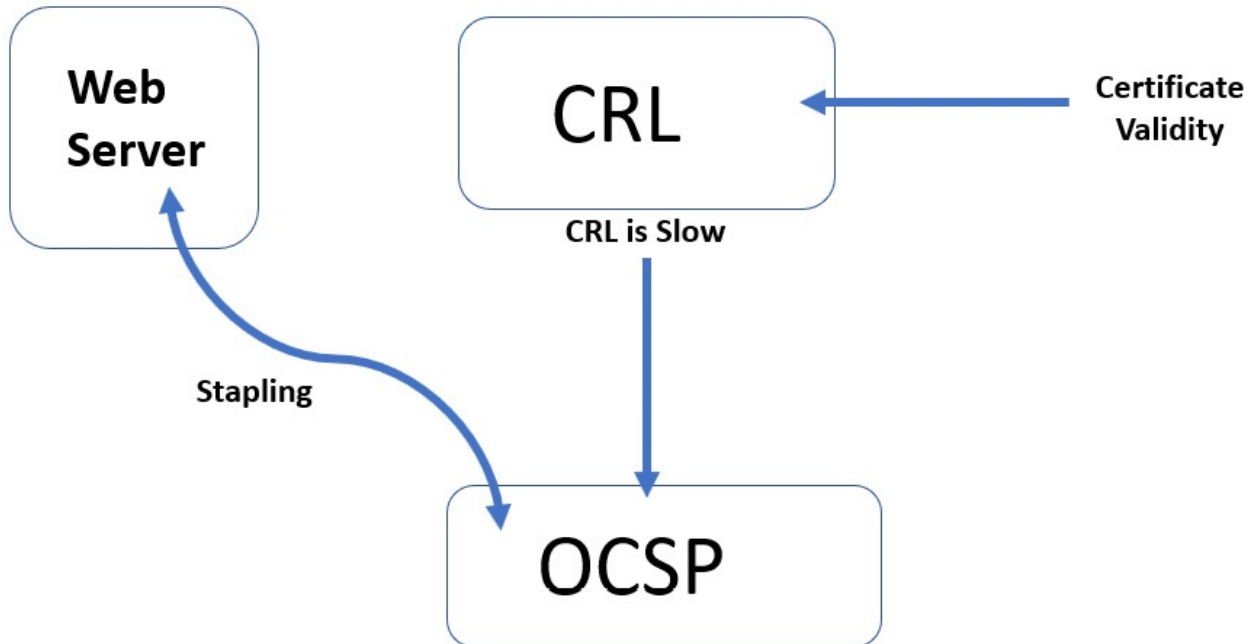 Web
Server
CRL
Certificate
Validity
CRL is Slow
Stapling
OCSP